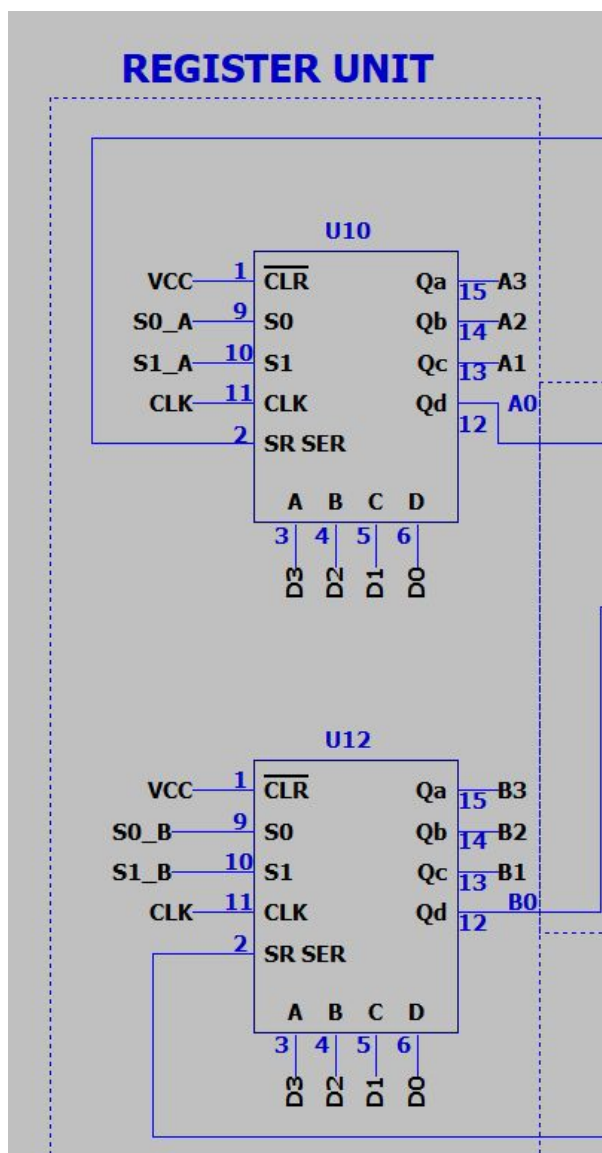 REGISTER UNIT
U10
VCC 1 CLR Qa 15 A3
S0_A 9 S0 Qb 14 A2
S1_A 10 S1 Qc 13 A1
CLK 11 CLK Qd 12 A0
2 SR SER
A B C D
3 4 5 6
D3 D2 D1 D0
U12
VCC 1 CLR Qa 15 B3
S0_B 9 S0 Qb 14 B2
S1_B 10 S1 Qc 13 B1
CLK 11 CLK Qd 12 B0
2 SR SER
A B C D
3 4 5 6
D3 D2 D1 D0